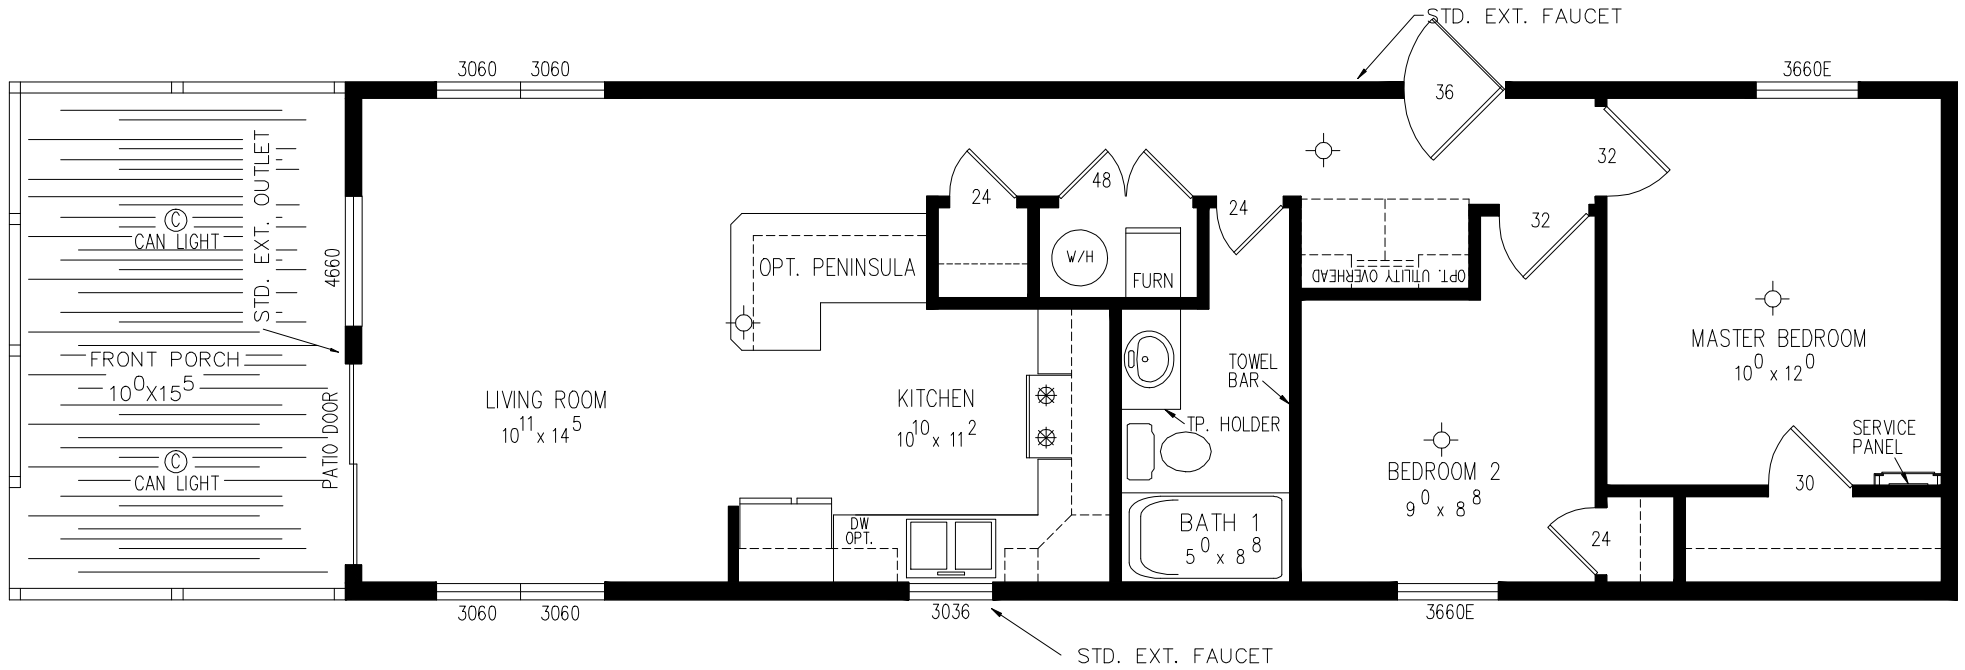 STD. EXT. FAUCET
3060
3060
3660E
36
32
48
24
24
32
STD. EXT. OUTLET
C
CAN LIGHT
4660
OPT. PENINSULA
W/H
FURN
OPT. UTILITY OVERHEAD
FRONT PORCH
10⁰X15⁵
MASTER BEDROOM
10⁰ x 12⁰
TOWEL
BAR
LIVING ROOM
10¹¹ x 14⁵
KITCHEN
10¹⁰ x 11²
TP. HOLDER
PATIO DOOR
SERVICE
PANEL
C
CAN LIGHT
BEDROOM 2
9⁰ x 8⁸
30
DW
OPT.
BATH 1
5⁰ x 8⁸
24
3060
3060
3036
3660E
STD. EXT. FAUCET